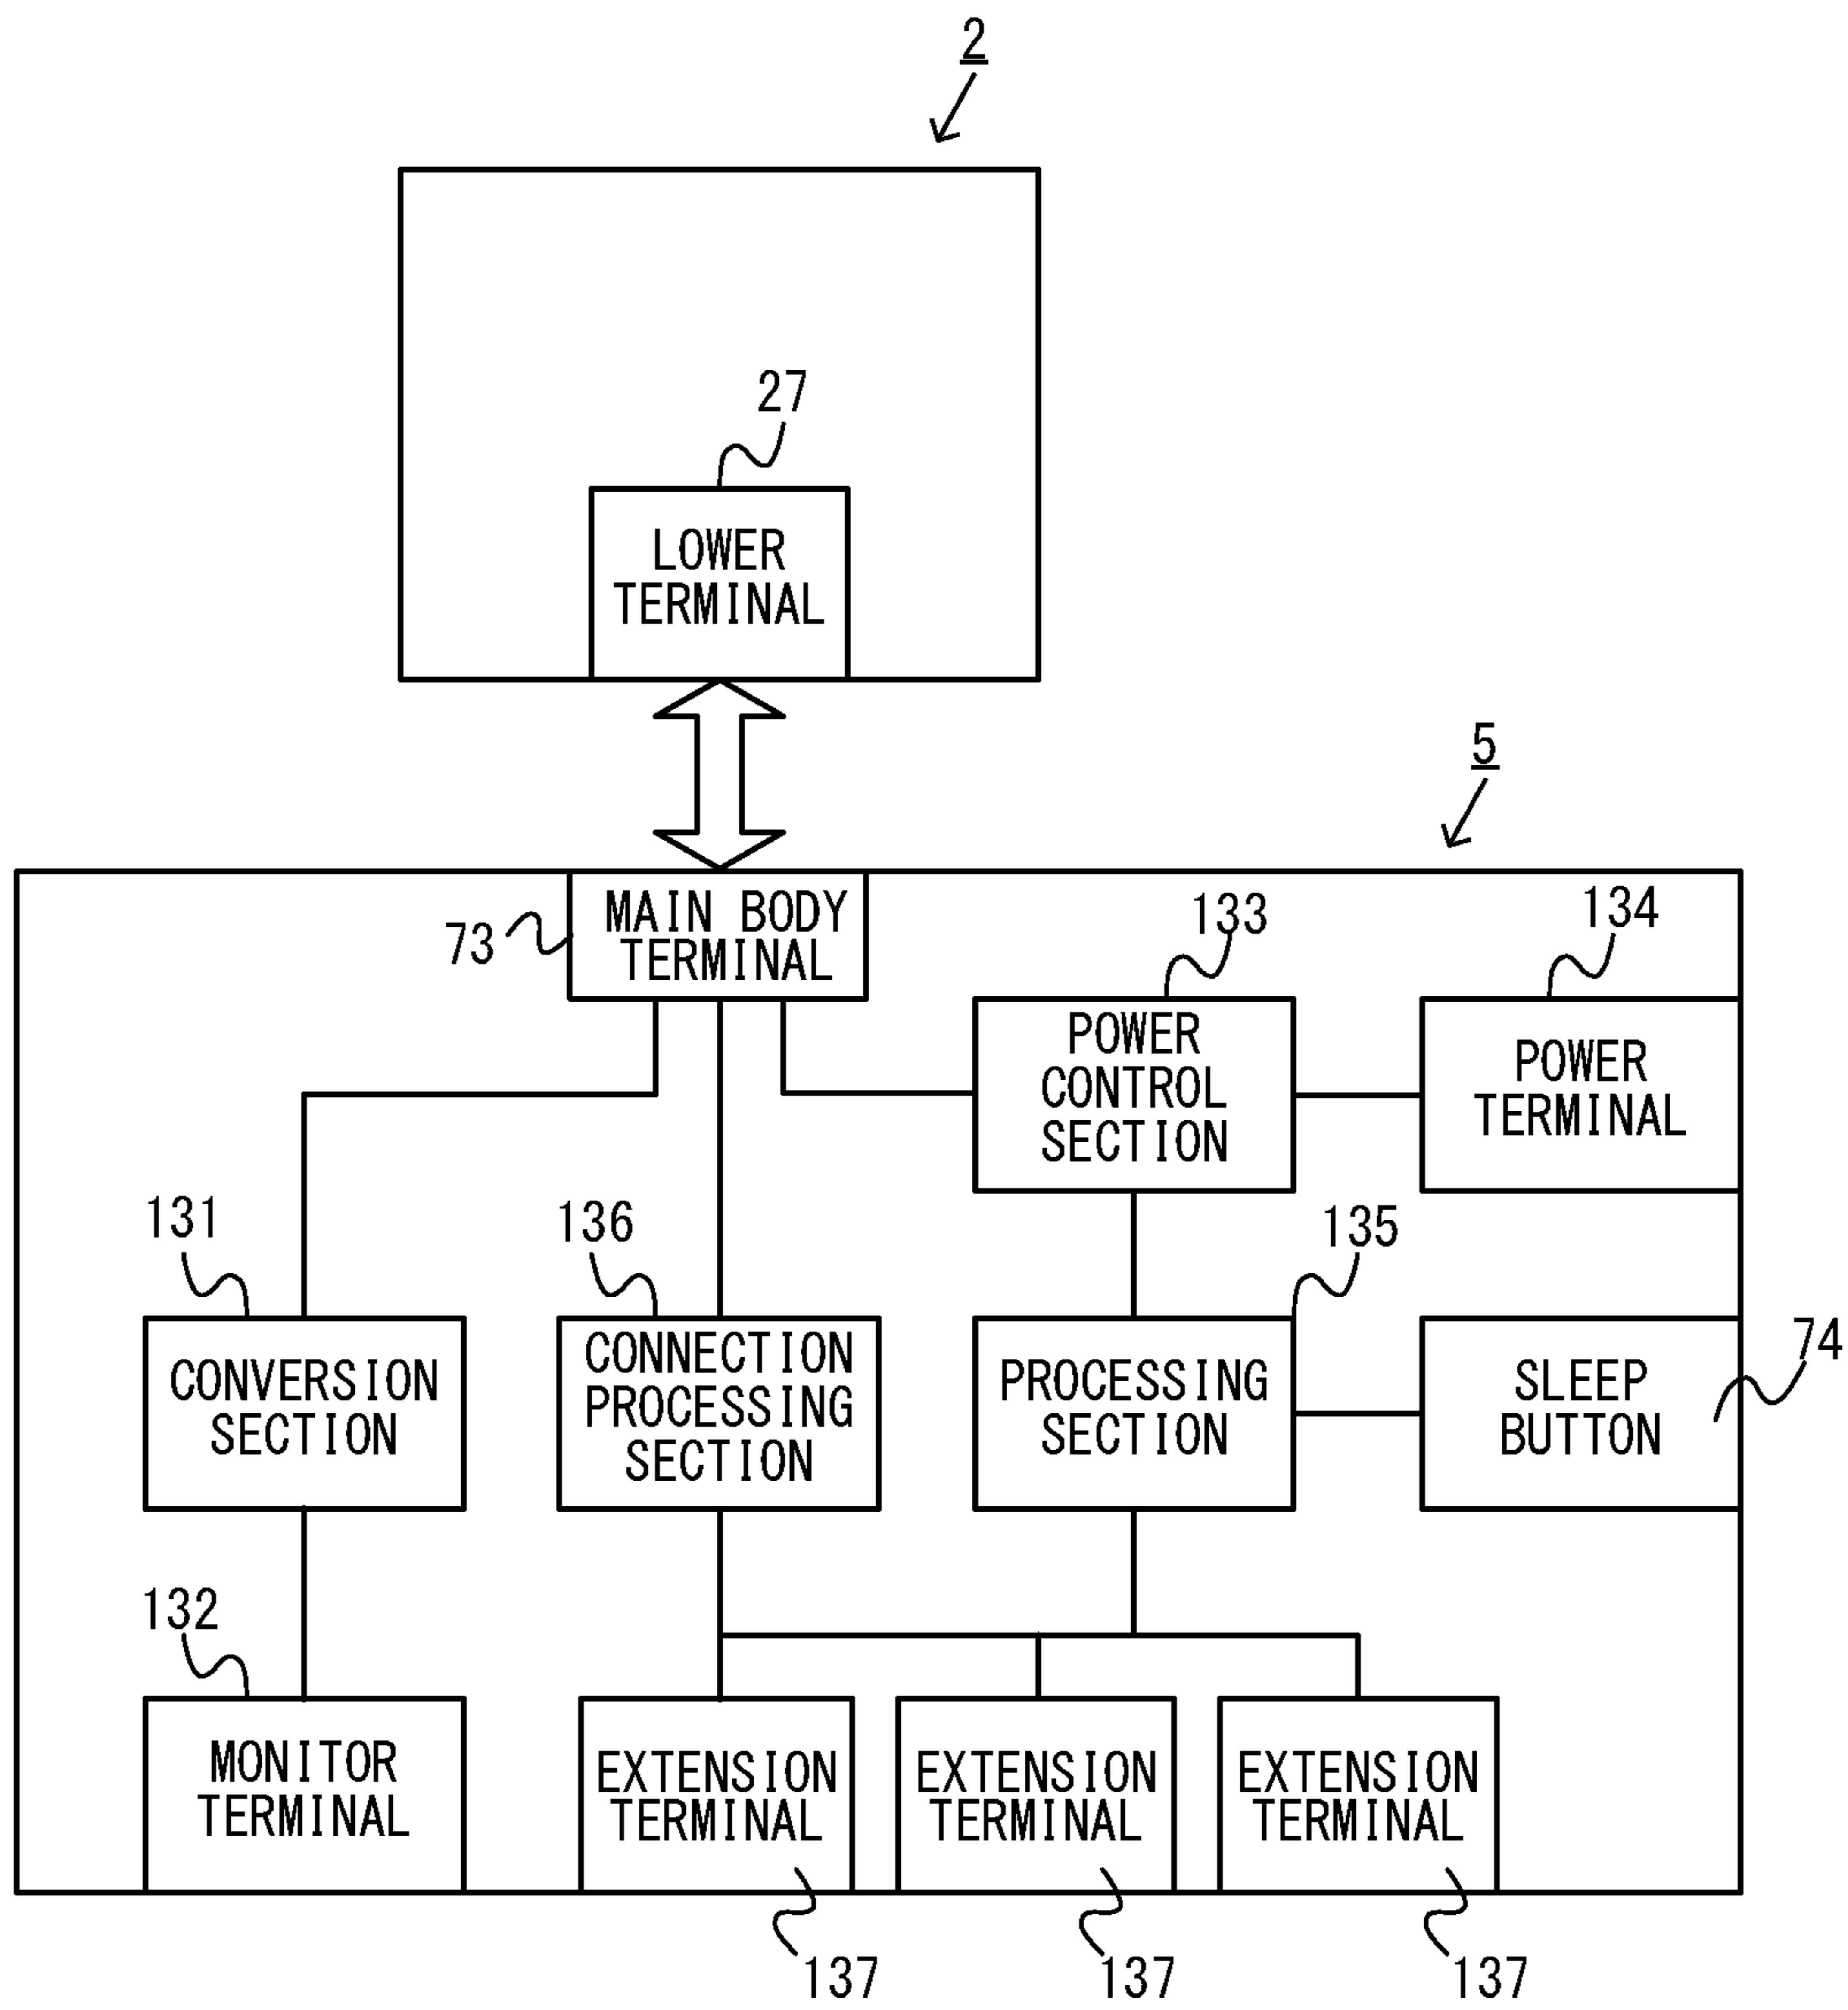 2
27
LOWER
TERMINAL
5
73
MAIN BODY
TERMINAL
133
134
POWER
CONTROL
SECTION
POWER
TERMINAL
131
136
135
74
CONVERSION
SECTION
CONNECTION
PROCESSING
SECTION
PROCESSING
SECTION
SLEEP
BUTTON
132
MONITOR
TERMINAL
EXTENSION
TERMINAL
EXTENSION
TERMINAL
EXTENSION
TERMINAL
137
137
137